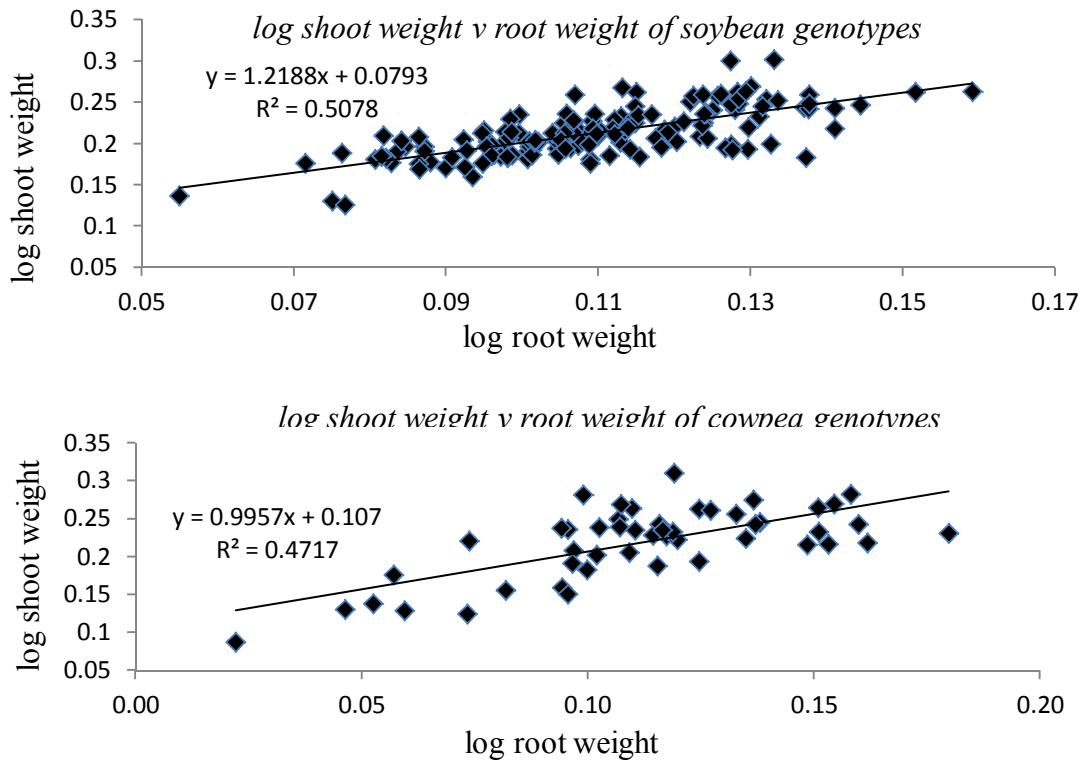 log shoot weight v root weight of soybean genotypes
y = 1.2188x + 0.0793
R² = 0.5078
log shoot weight
0.35
0.3
0.25
0.2
0.15
0.1
0.05
0.05 0.07 0.09 0.11 0.13 0.15 0.17
log root weight
log shoot weight v root weight of cowpea genotypes
y = 0.9957x + 0.107
R² = 0.4717
log shoot weight
0.35
0.3
0.25
0.2
0.15
0.1
0.05
0.00 0.05 0.10 0.15 0.20
log root weight